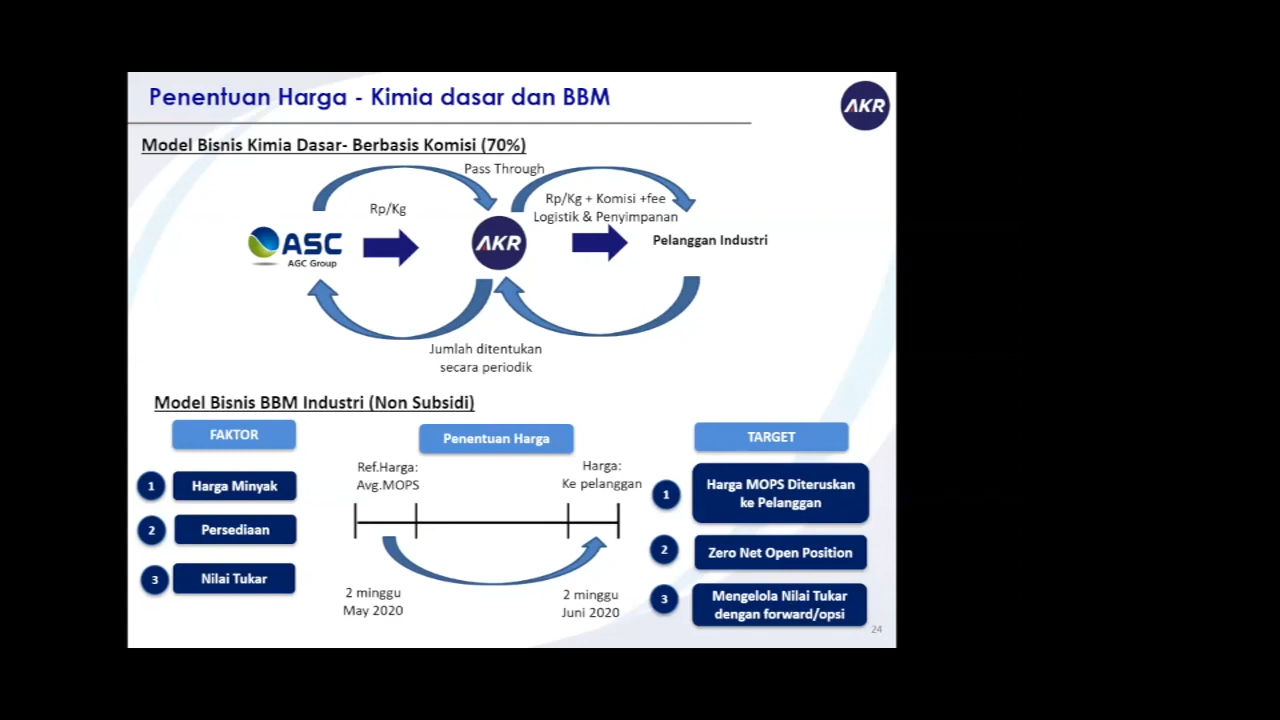 Penentuan Harga - Kimia dasar dan BBM
AKR
Model Bisnis Kimia Dasar- Berbasis Komisi (70%)
Pass Through
Rp/Kg
Rp/Kg + Komisi +fee
Logistik & Penyimpanan
ASC
AGC Group
AKR
Pelanggan Industri
Jumlah ditentukan
secara periodik
Model Bisnis BBM Industri (Non Subsidi)
FAKTOR
1 Harga Minyak
2 Persediaan
3 Nilai Tukar
Penentuan Harga
Ref.Harga:
Avg.MOPS
Harga:
Ke pelanggan
2 minggu
May 2020
2 minggu
Juni 2020
TARGET
1 Harga MOPS Diteruskan
ke Pelanggan
2 Zero Net Open Position
3 Mengelola Nilai Tukar
dengan forward/opsi
24